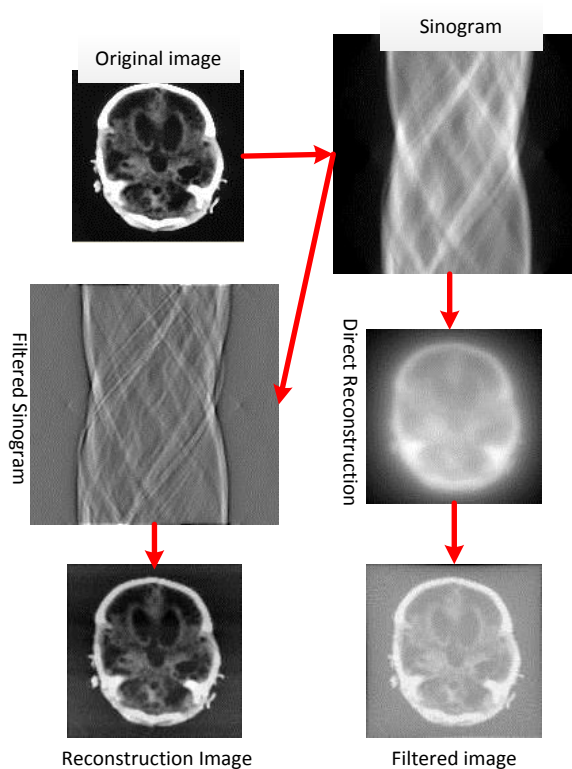 Sinogram
Original image
Filtered Sinogram
Direct Reconstruction
Reconstruction Image
Filtered image